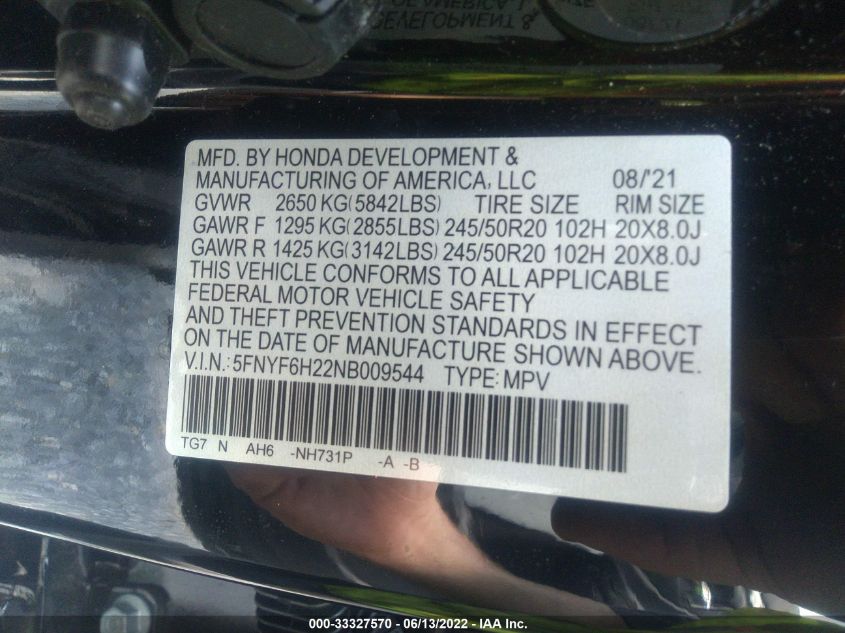 MFD. BY HONDA DEVELOPMENT &
MANUFACTURING OF AMERICA, LLC 08/'21
GVWR 2650 KG(5842LBS) TIRE SIZE RIM SIZE
GAWR F 1295 KG(2855LBS) 245/50R20 102H 20X8.0J
GAWR R 1425 KG(3142LBS) 245/50R20 102H 20X8.0J
THIS VEHICLE CONFORMS TO ALL APPLICABLE
FEDERAL MOTOR VEHICLE SAFETY
AND THEFT PREVENTION STANDARDS IN EFFECT
ON THE DATE OF MANUFACTURE SHOWN ABOVE.
V.I.N.: 5FNYF6H22NB009544 TYPE: MPV
TG7 N AH6 -NH731P -A -B
000-33327570 - 06/13/2022 - IAA Inc.